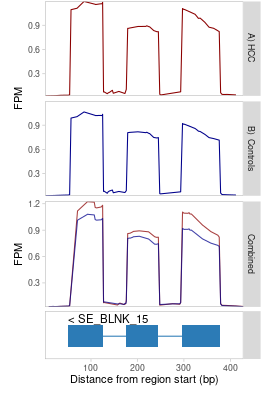 0.9
0.6
0.3
FPM
A) HCC
0.9
0.6
0.3
FPM
B) Controls
1.2
0.9
0.6
0.3
FPM
Combined
< SE_BLNK_15
100
200
300
400
Distance from region start (bp)